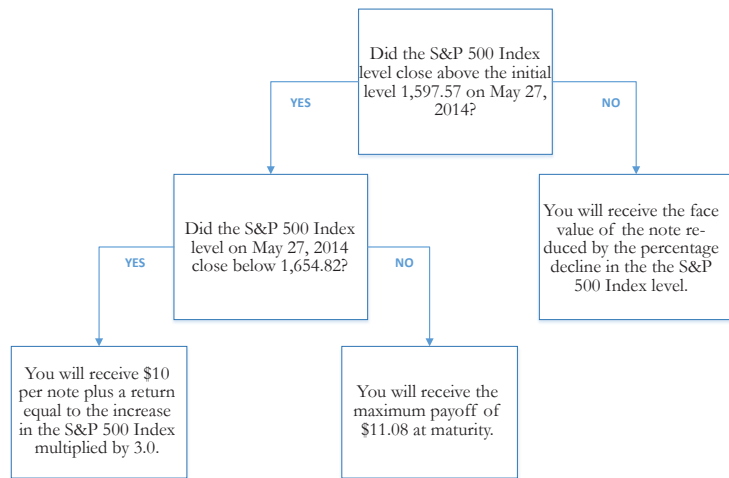 Did the S&P 500 Index
level close above the initial
level 1,597.57 on May 27,
2014?
YES
NO
Did the S&P 500 Index
level on May 27, 2014
close below 1,654.82?
You will receive the face
value of the note re-
duced by the percentage
decline in the the S&P
500 Index level.
YES
NO
You will receive $10
per note plus a return
equal to the increase
in the S&P 500 Index
multiplied by 3.0.
You will receive the
maximum payoff of
$11.08 at maturity.